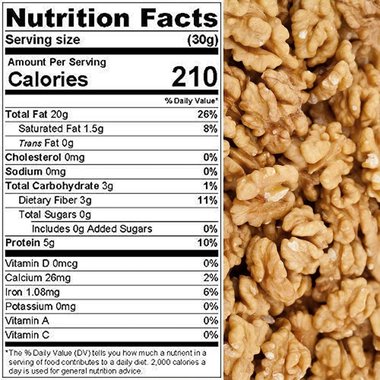 Nutrition Facts
Serving size (30g)
Amount Per Serving
Calories 210
% Daily Value*
Total Fat 20g 26%
Saturated Fat 1.5g 8%
Trans Fat 0g
Cholesterol 0mg 0%
Sodium 0mg 0%
Total Carbohydrate 3g 1%
Dietary Fiber 3g 11%
Total Sugars 0g
Includes 0g Added Sugars 0%
Protein 5g 10%
Vitamin D 0mcg 0%
Calcium 26mg 2%
Iron 1.08mg 6%
Potassium 0mg 0%
Vitamin A 0%
Vitamin C 0%
*The % Daily Value (DV) tells you how much a nutrient in a
serving of food contributes to a daily diet. 2,000 calories a
day is used for general nutrition advice.